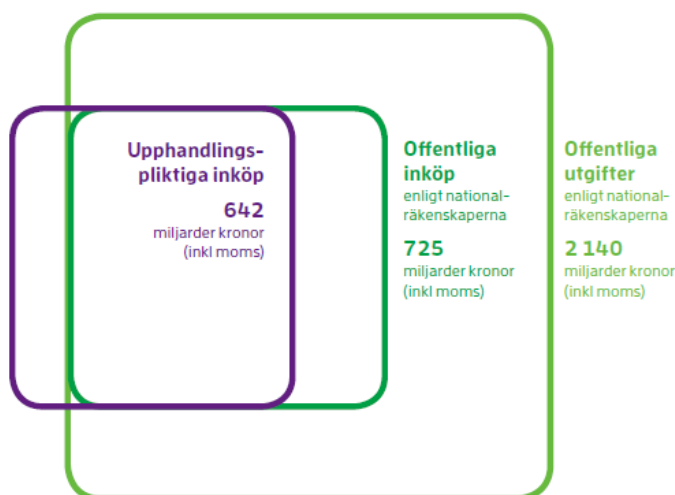 Upphandlings-
pliktiga inköp
642
miljarder kronor
(inkl moms)
Offentliga
inköp
enligt national-
räkenskaperna
725
miljarder kronor
(inkl moms)
Offentliga
utgifter
enligt national-
räkenskaperna
2 140
miljarder kronor
(inkl moms)